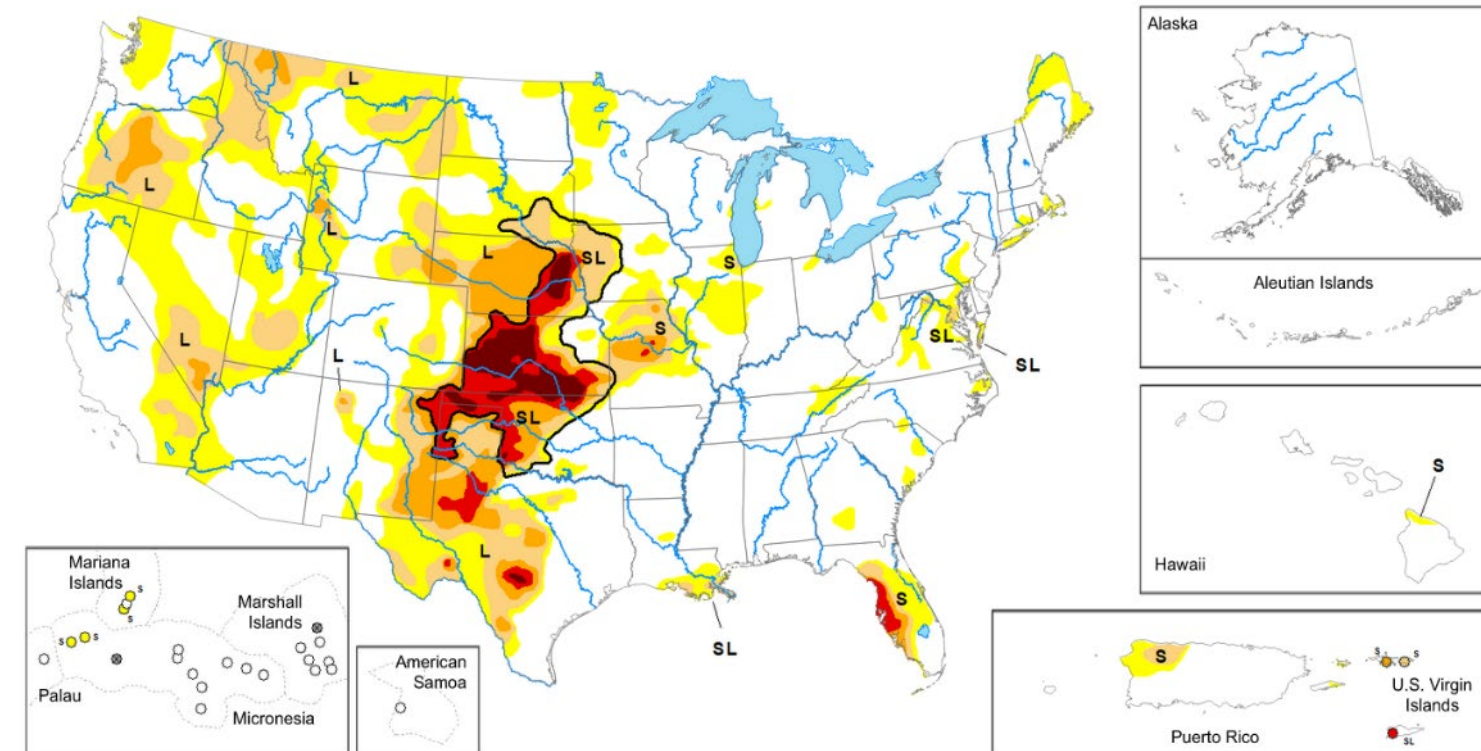 Alaska
Aleutian Islands
L
L
L
L
L
SL
S
S
L
L
SL
SL
SL
L
S
SL
S
Hawaii
Mariana
Islands
S
S
S
S
Marshall
Islands
Palau
Micronesia
American
Samoa
S
S
S
U.S. Virgin
Islands
Puerto Rico
SL